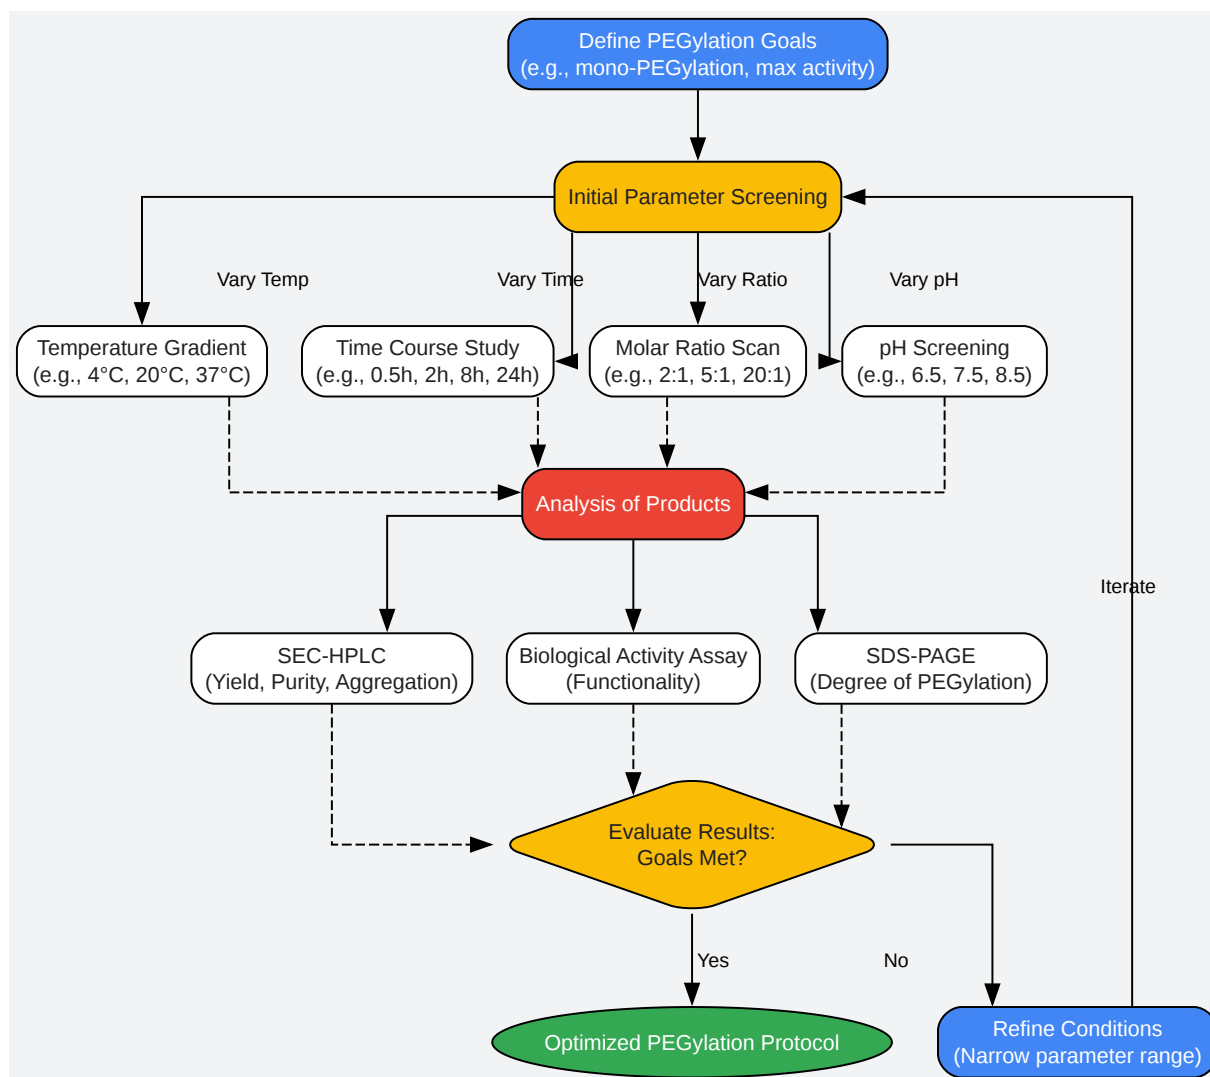 Define PEGylation Goals
(e.g., mono-PEGylation, max activity)
Initial Parameter Screening
Vary Temp
Vary Time
Vary Ratio
Vary pH
Temperature Gradient
(e.g., 4°C, 20°C, 37°C)
Time Course Study
(e.g., 0.5h, 2h, 8h, 24h)
Molar Ratio Scan
(e.g., 2:1, 5:1, 20:1)
pH Screening
(e.g., 6.5, 7.5, 8.5)
Analysis of Products
Iterate
SEC-HPLC
(Yield, Purity, Aggregation)
Biological Activity Assay
(Functionality)
SDS-PAGE
(Degree of PEGylation)
Evaluate Results:
Goals Met?
Yes
No
Optimized PEGylation Protocol
Refine Conditions
(Narrow parameter range)